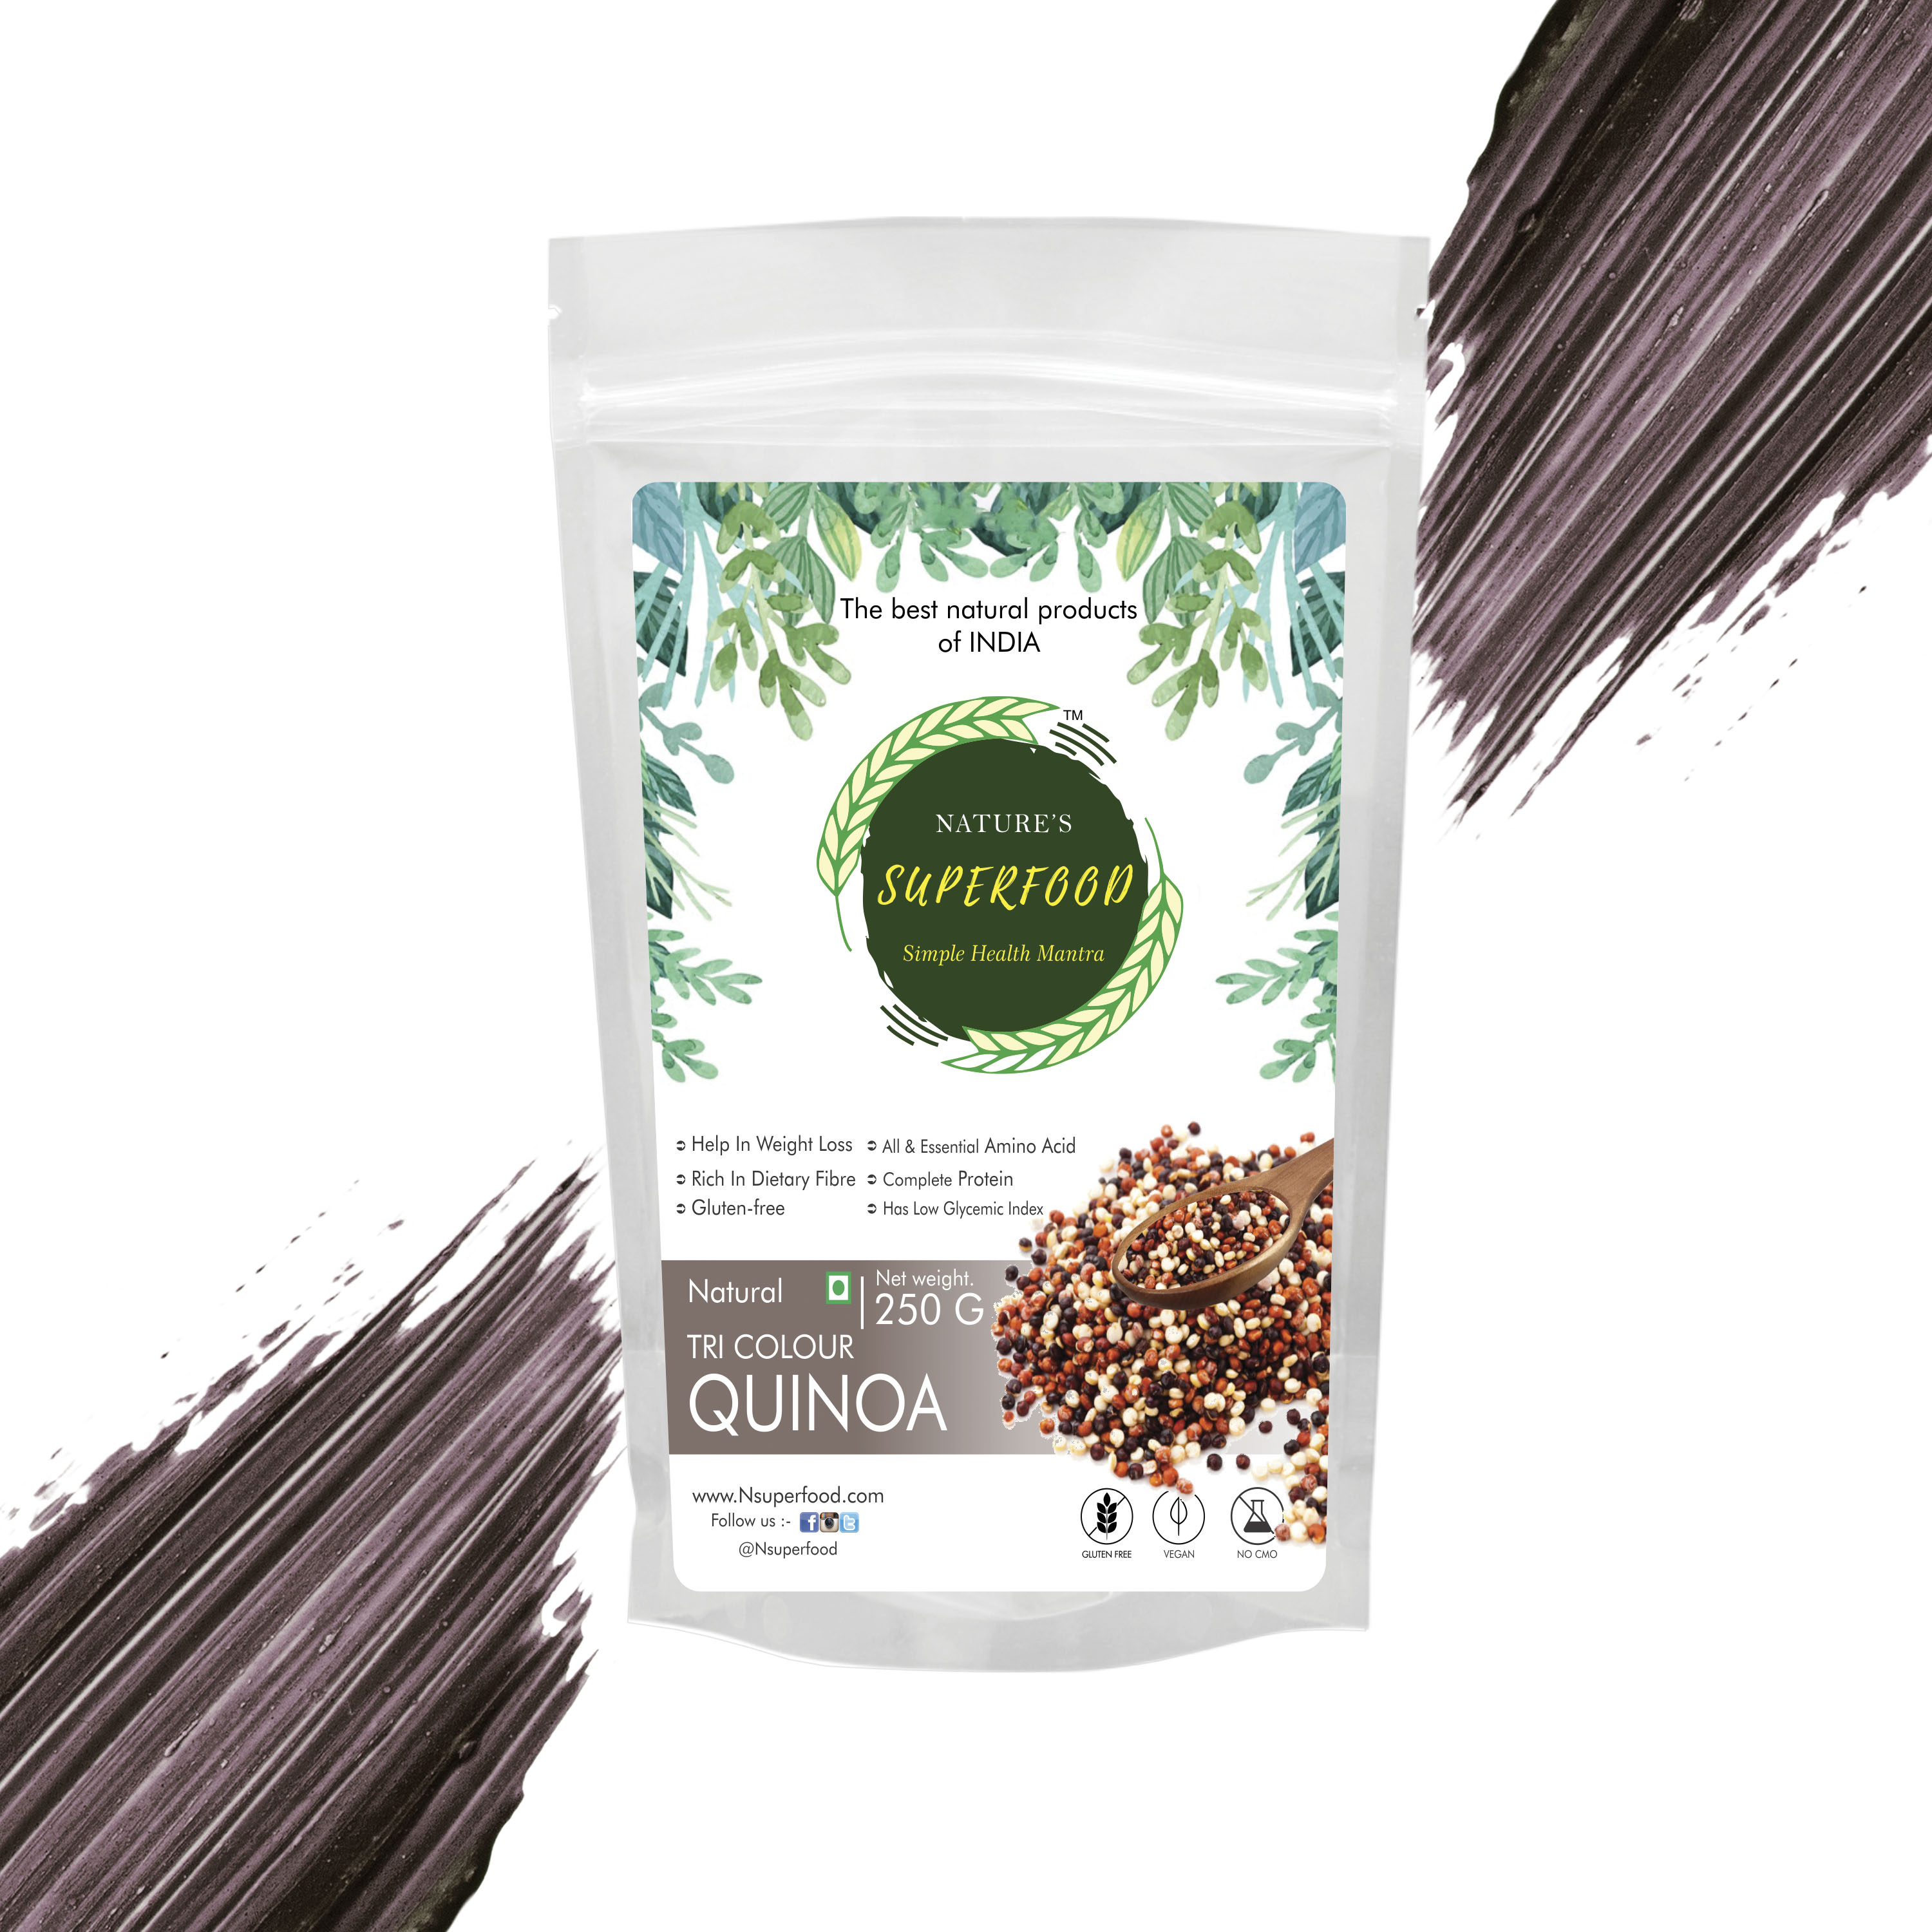 The best natural products
of INDIA
TM
NATURE'S
SUPERFOOD
Simple Health Mantra
Help In Weight Loss
Rich In Dietary Fibre
Gluten-free
All & Essential Amino Acid
Complete Protein
Has Low Glycemic Index
Natural
Net weight.
250 G
TRI COLOUR
QUINOA
www.Nsuperfood.com
Follow us :-
@Nsuperfood
GLUTEN FREE
VEGAN
NO CMO